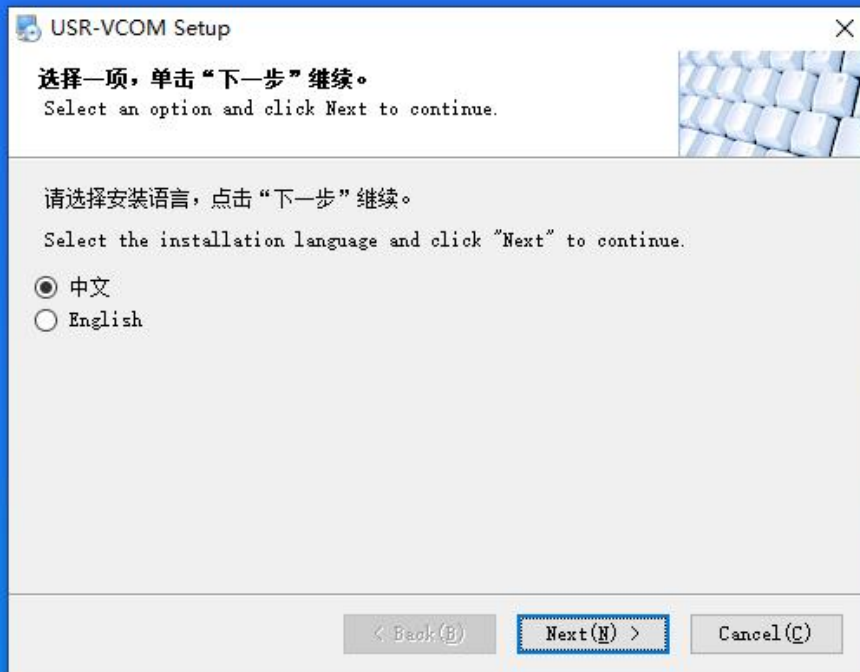 USR-VCOM Setup
选择一项，单击“下一步”继续。
Select an option and click Next to continue.
请选择安装语言，点击“下一步”继续。
Select the installation language and click "Next" to continue.
中文
English
< Back(B)
Next(N) >
Cancel(C)